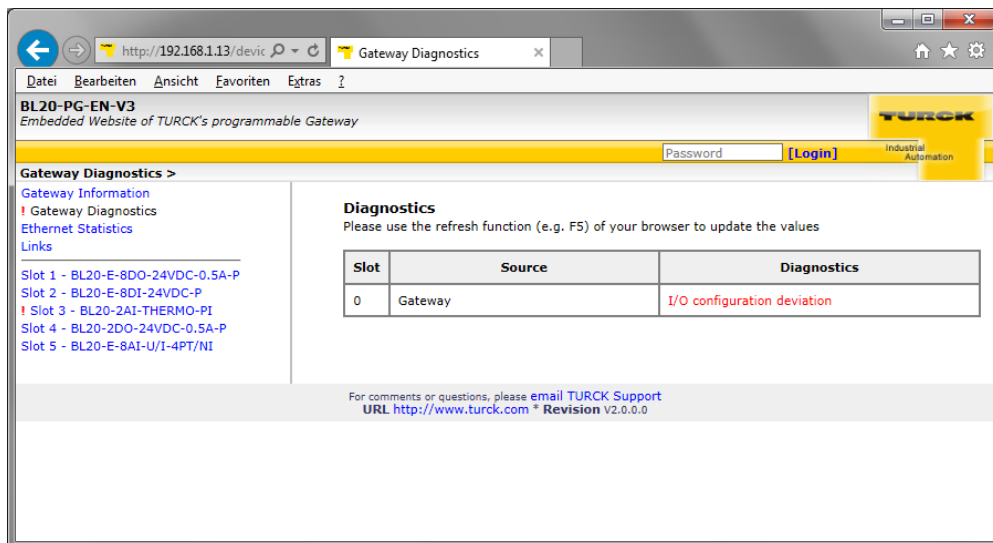 http://192.168.1.13/devic
Gateway Diagnostics
Datei Bearbeiten Ansicht Favoriten Extras ?
BL20-PG-EN-V3
Embedded Website of TURCK's programmable Gateway
TURCK
Industrial
Automation
Password [Login]
Gateway Diagnostics >
Gateway Information
! Gateway Diagnostics
Ethernet Statistics
Links
Slot 1 - BL20-E-8DO-24VDC-0.5A-P
Slot 2 - BL20-E-8DI-24VDC-P
! Slot 3 - BL20-2AI-THERMO-PI
Slot 4 - BL20-2DO-24VDC-0.5A-P
Slot 5 - BL20-E-8AI-U/I-4PT/NI
Diagnostics
Please use the refresh function (e.g. F5) of your browser to update the values
Slot Source Diagnostics
0 Gateway I/O configuration deviation
For comments or questions, please email TURCK Support
URL http://www.turck.com * Revision V2.0.0.0